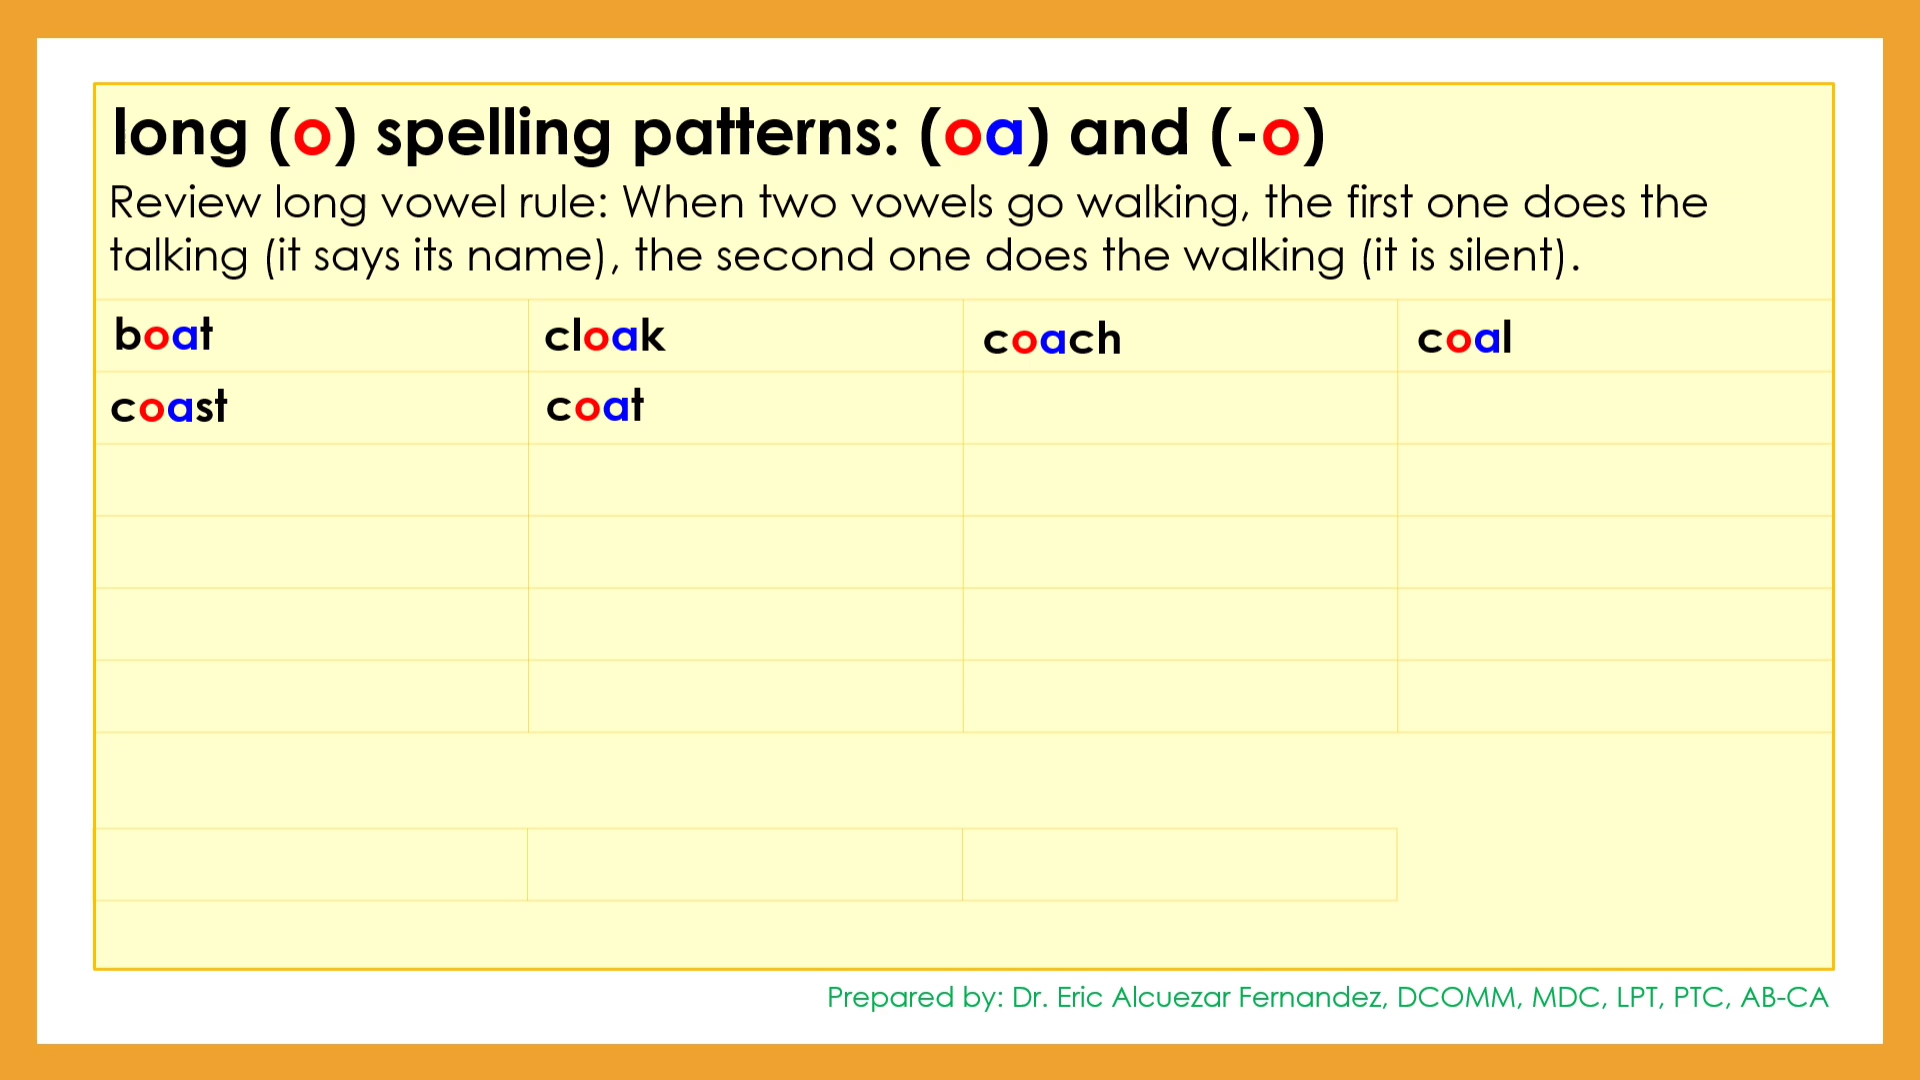 long (o) spelling patterns: (oa) and (-o)
Review long vowel rule: When two vowels go walking, the first one does the
talking (it says its name), the second one does the walking (it is silent).
boat cloak coach coal
coast coat
Prepared by: Dr. Eric Alcuezar Fernandez, DCOMM, MDC, LPT, PTC, AB-CA